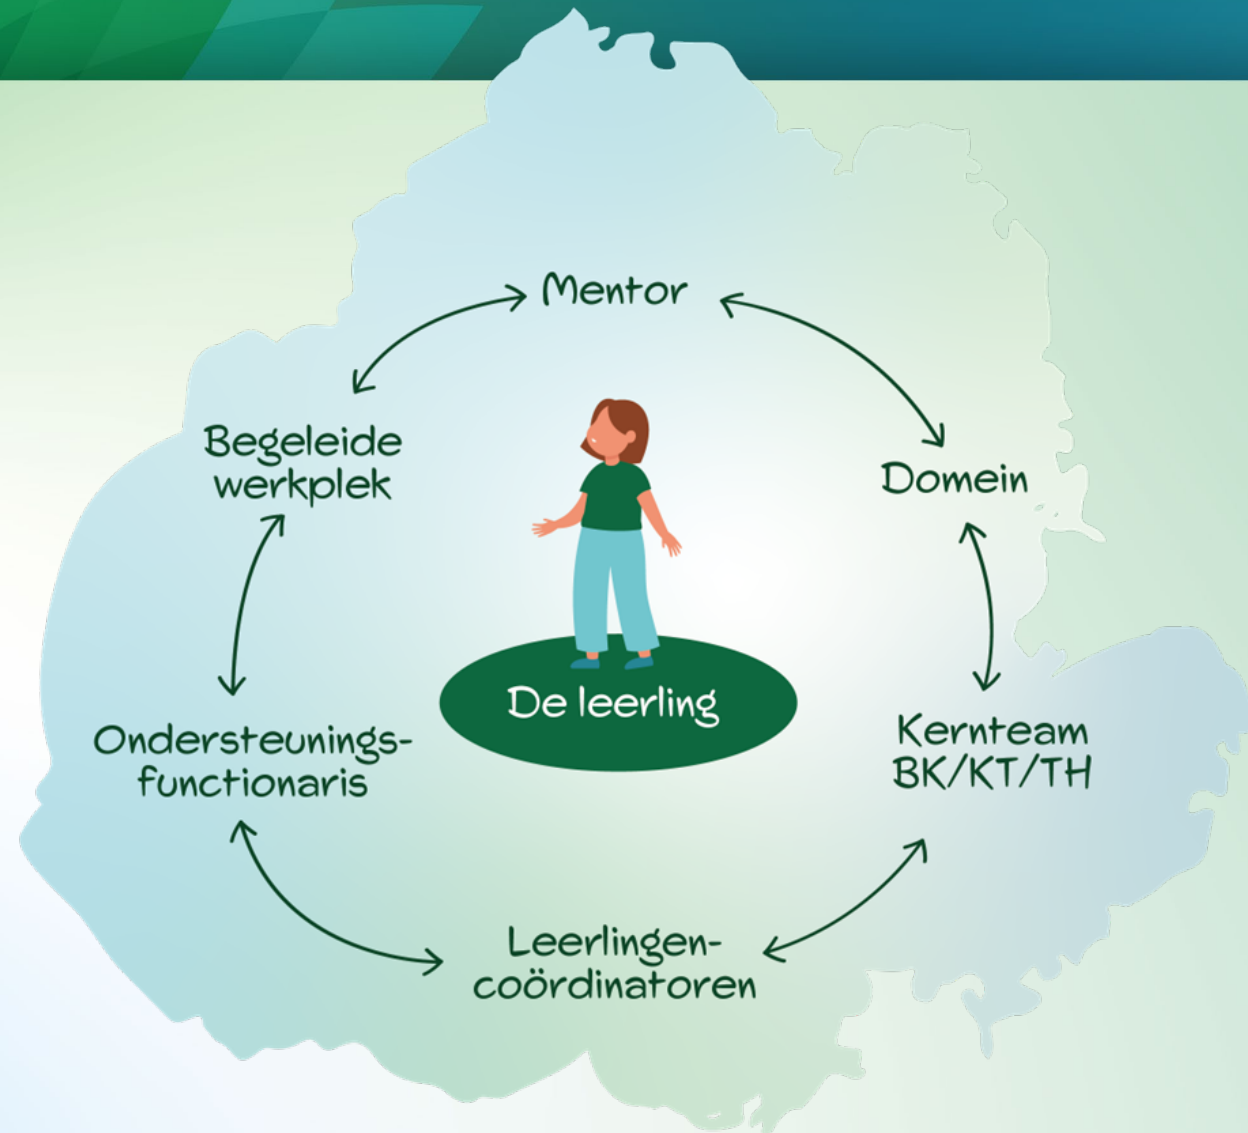 Mentor
Begeleide
werkplek
Domein
De leerling
Ondersteunings-
functionaris
Kernteam
BK/KT/TH
Leerlingen-
coördinatoren